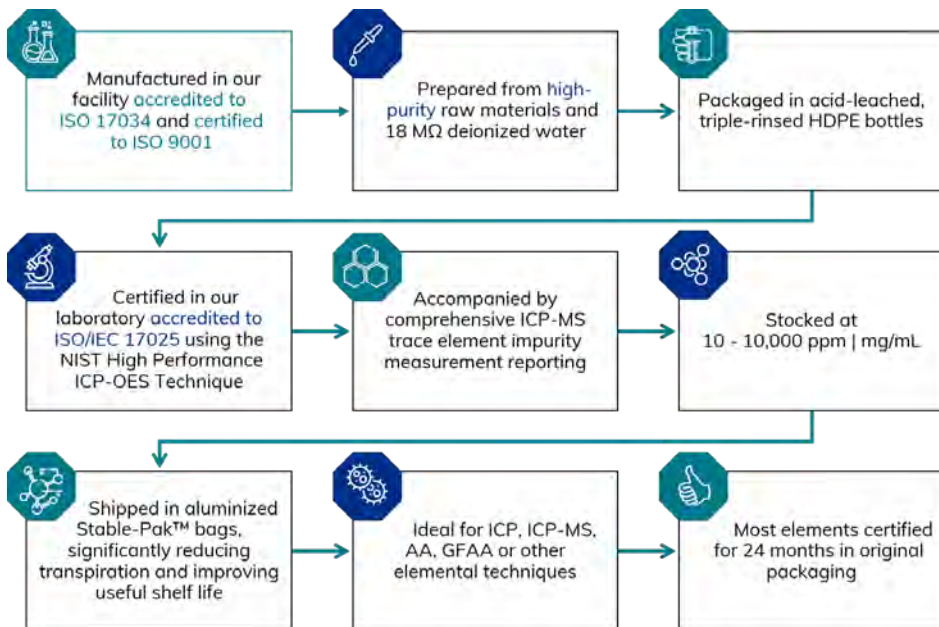 Manufactured in our
facility accredited to
ISO 17034 and certified
to ISO 9001
Prepared from high-
purity raw materials and
18 MΩ deionized water
Packaged in acid-leached,
triple-rinsed HDPE bottles
Certified in our
laboratory accredited to
ISO/IEC 17025 using the
NIST High Performance
ICP-OES Technique
Accompanied by
comprehensive ICP-MS
trace element impurity
measurement reporting
Stocked at
10 - 10,000 ppm | mg/mL
Shipped in aluminized
Stable-Pak™ bags,
significantly reducing
transpiration and improving
useful shelf life
Ideal for ICP, ICP-MS,
AA, GFAA or other
elemental techniques
Most elements certified
for 24 months in original
packaging